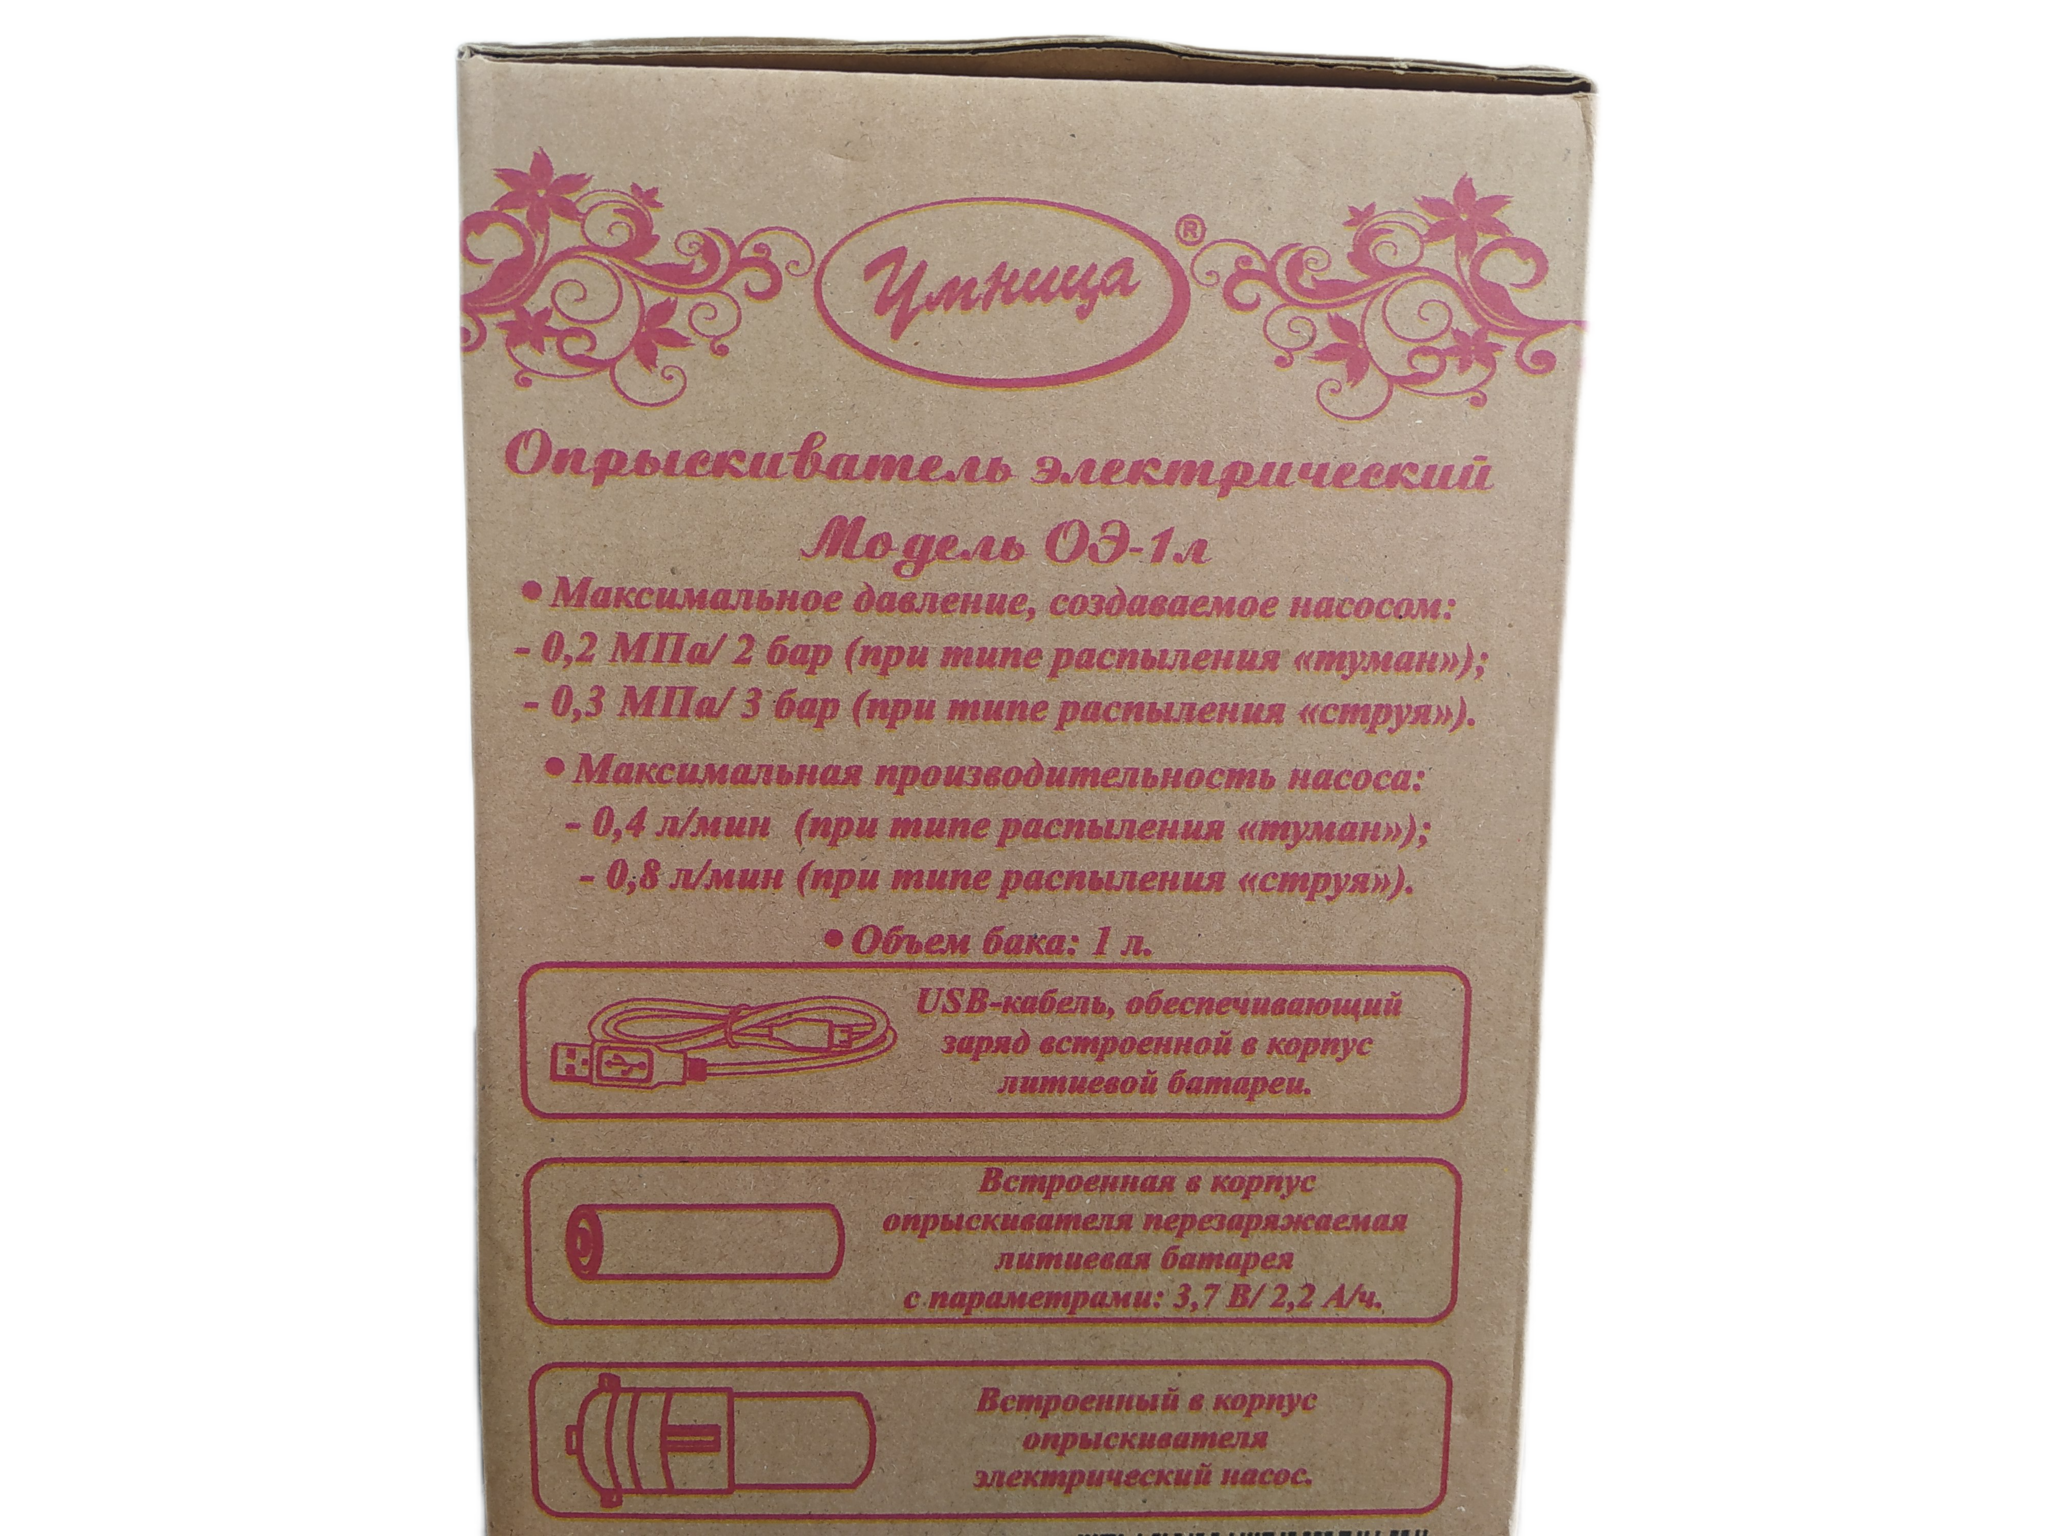 Умница ®
Опрыскиватель электрический
Модель ОЭ-1л
• Максимальное давление, создаваемое насосом:
- 0,2 МПа/ 2 бар (при типе распыления «туман»);
- 0,3 МПа/ 3 бар (при типе распыления «струя»).
• Максимальная производительность насоса:
- 0,4 л/мин (при типе распыления «туман»);
- 0,8 л/мин (при типе распыления «струя»).
• Объем бака: 1 л.
USB-кабель, обеспечивающий
заряд встроенной в корпус
литиевой батареи.
Встроенная в корпус
опрыскивателя перезаряжаемая
литиевая батарея
с параметрами: 3,7 В/ 2,2 А/ч.
Встроенный в корпус
опрыскивателя
электрический насос.